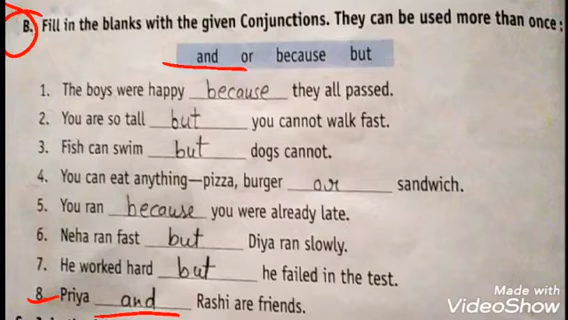 B. Fill in the blanks with the given Conjunctions. They can be used more than once:
and or because but
1. The boys were happy because they all passed.
2. You are so tall but you cannot walk fast.
3. Fish can swim but dogs cannot.
4. You can eat anything—pizza, burger or sandwich.
5. You ran because you were already late.
6. Neha ran fast but Diya ran slowly.
7. He worked hard but he failed in the test.
8 Priya and Rashi are friends.
Made with
VideoShow